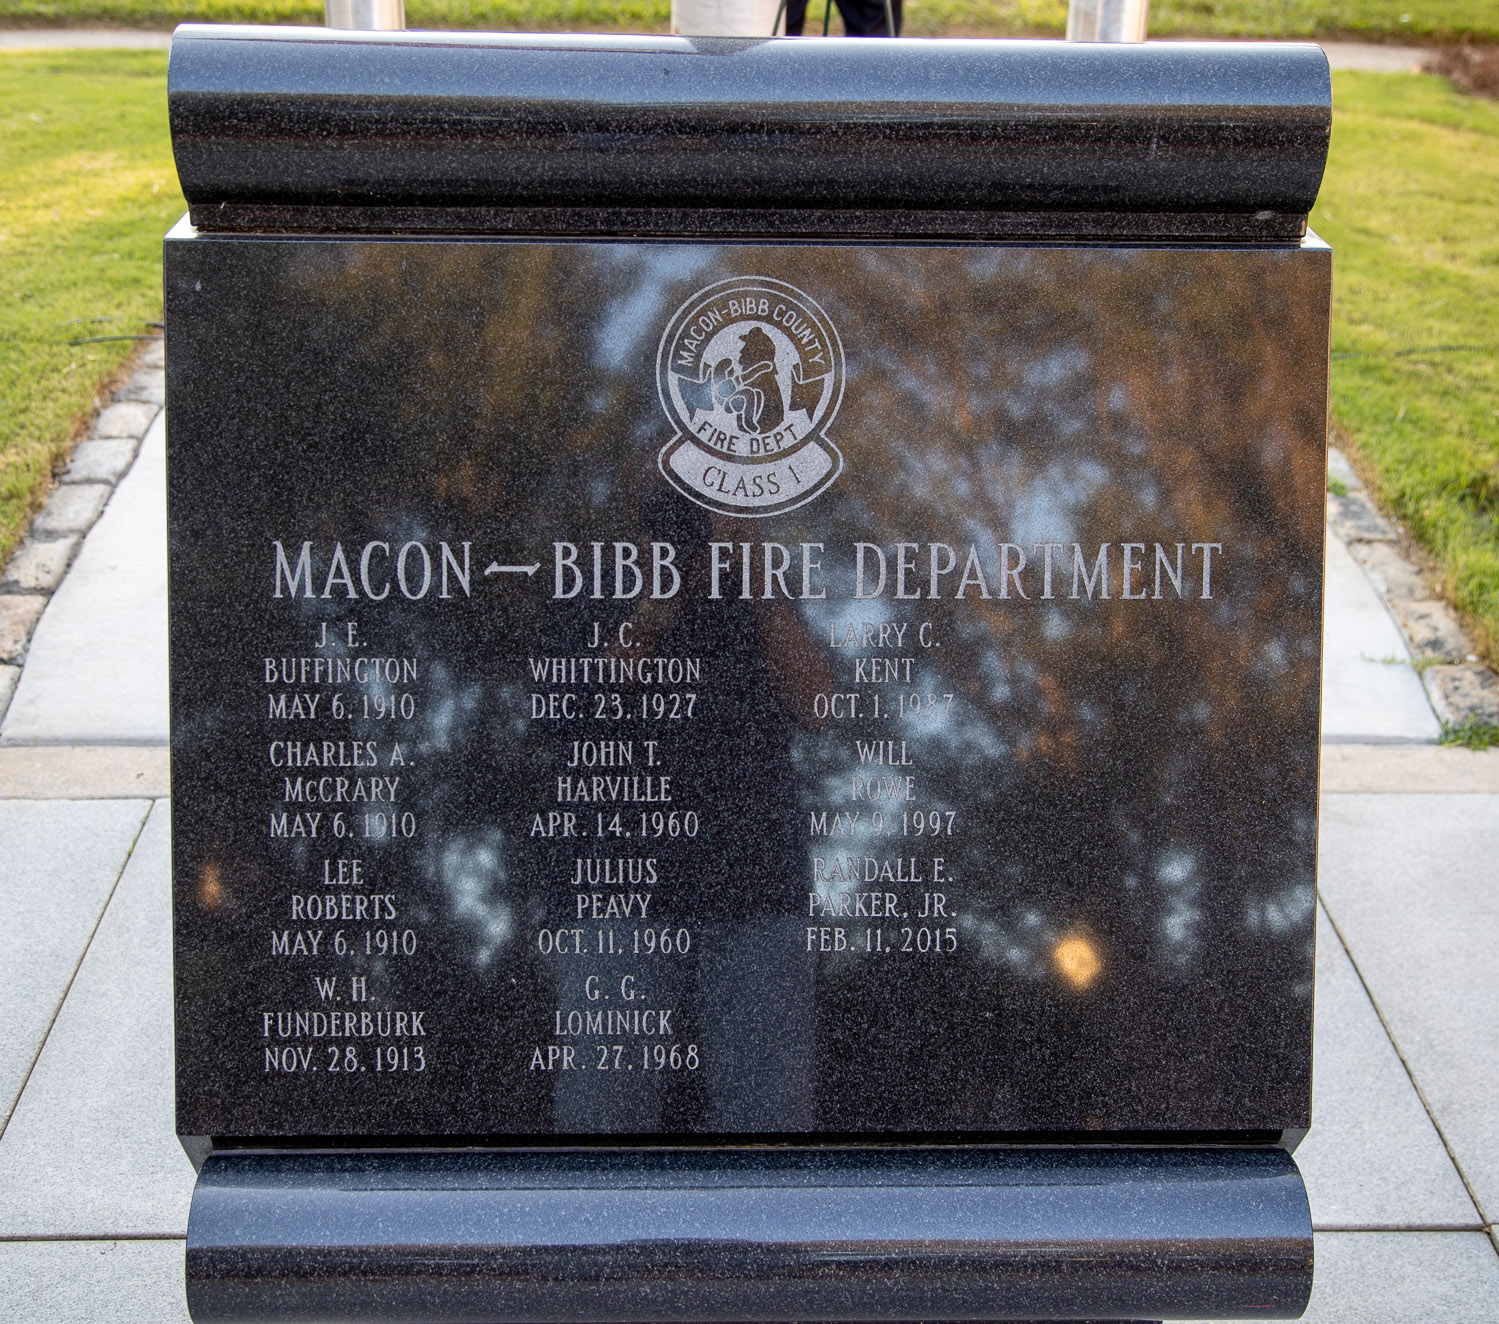 MACON-BIBB COUNTY
FIRE DEPT
CLASS 1
MACON-BIBB FIRE DEPARTMENT
J. E.
BUFFINGTON
MAY 6, 1910
CHARLES A.
McCRARY
MAY 6, 1910
LEE
ROBERTS
MAY 6, 1910
W. H.
FUNDERBURK
NOV. 28, 1913
J. C.
WHITTINGTON
DEC. 23, 1927
JOHN T.
HARVILLE
APR. 14, 1960
JULIUS
PEAVY
OCT. 11, 1960
G. G.
LOMINICK
APR. 27, 1968
LARRY C.
KENT
OCT. 1, 1987
WILL
ROWE
MAY 9, 1997
RANDALL E.
PARKER, JR.
FEB. 11, 2015